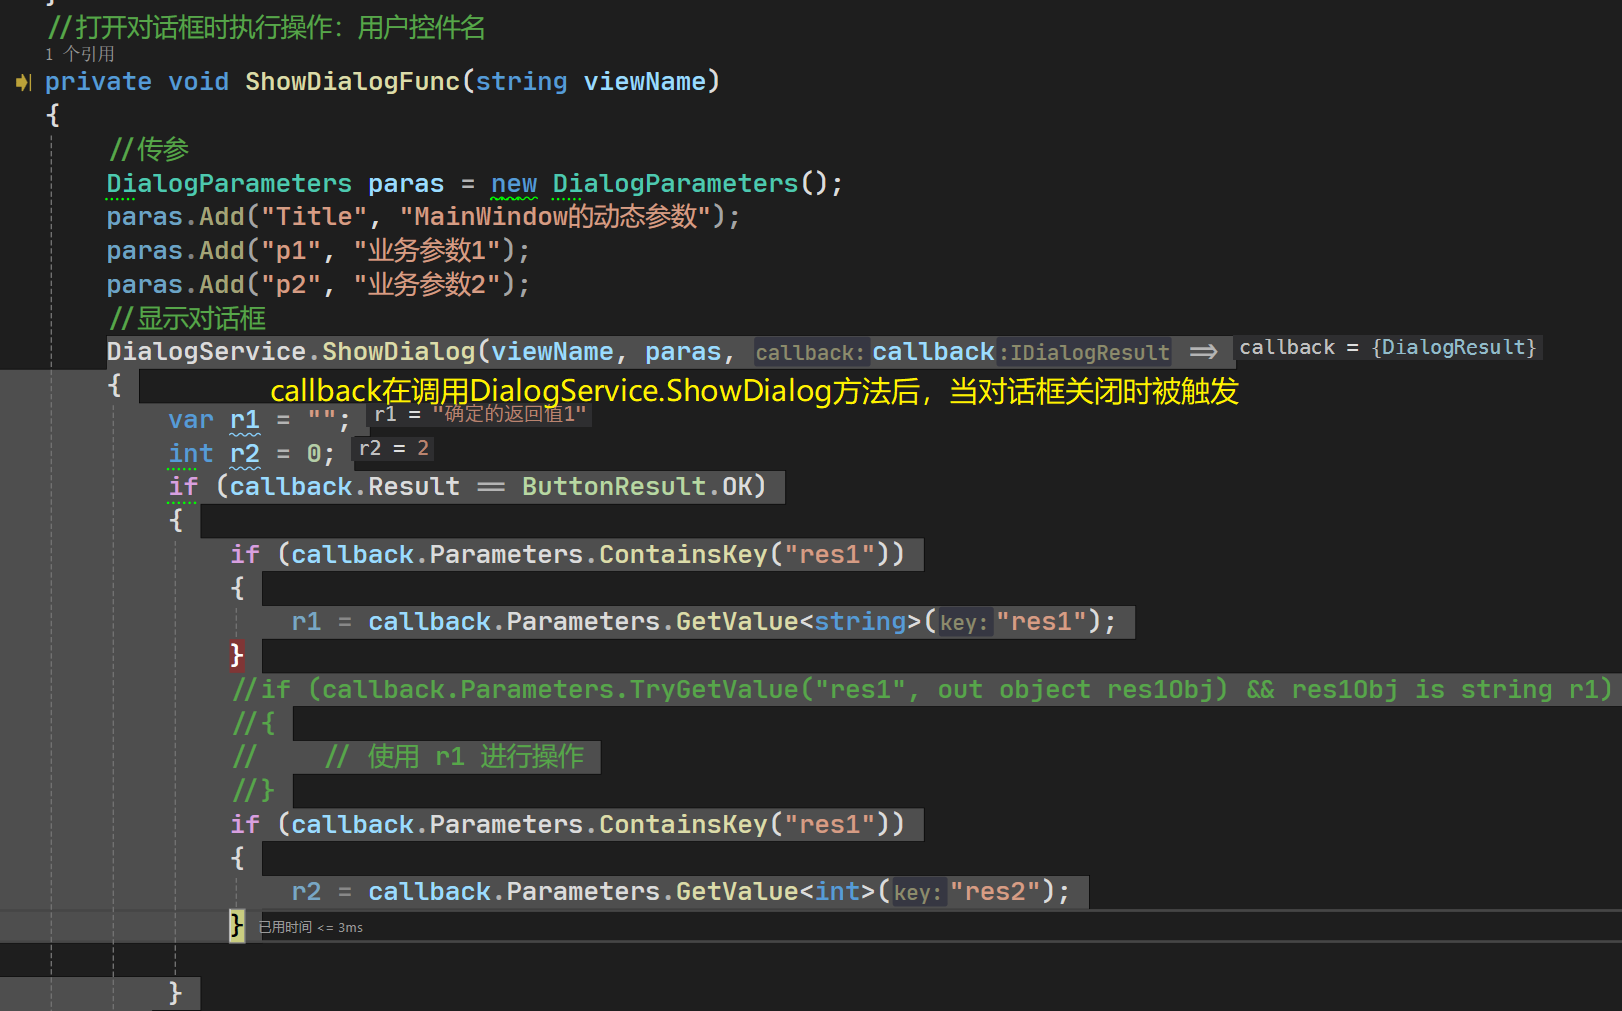 }
//打开对话框时执行操作：用户控件名
1 个引用
private void ShowDialogFunc(string viewName)
{
//传参
DialogParameters paras = new DialogParameters();
paras.Add("Title", "MainWindow的动态参数");
paras.Add("p1", "业务参数1");
paras.Add("p2", "业务参数2");
//显示对话框
DialogService.ShowDialog(viewName, paras, callback:callback:IDialogResult => callback = {DialogResult}
{ callback在调用DialogService.ShowDialog方法后，当对话框关闭时被触发
var r1 = ""; r1 = "确定的返回值1"
int r2 = 0; r2 = 2
if (callback.Result == ButtonResult.OK)
{
if (callback.Parameters.ContainsKey("res1"))
{
r1 = callback.Parameters.GetValue<string>(key:"res1");
}
//if (callback.Parameters.TryGetValue("res1", out object res1Obj) && res1Obj is string r1)
//{
// // 使用 r1 进行操作
//}
if (callback.Parameters.ContainsKey("res1"))
{
r2 = callback.Parameters.GetValue<int>(key:"res2");
} 已用时间 <= 3ms
}